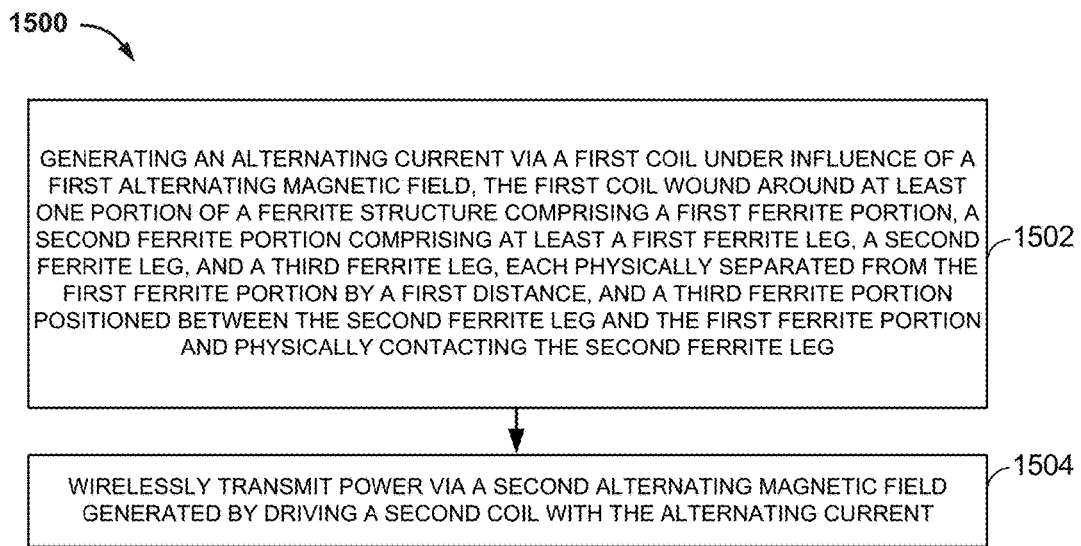 1500
GENERATING AN ALTERNATING CURRENT VIA A FIRST COIL UNDER INFLUENCE OF A
FIRST ALTERNATING MAGNETIC FIELD, THE FIRST COIL WOUND AROUND AT LEAST
ONE PORTION OF A FERRITE STRUCTURE COMPRISING A FIRST FERRITE PORTION, A
SECOND FERRITE PORTION COMPRISING AT LEAST A FIRST FERRITE LEG, A SECOND
FERRITE LEG, AND A THIRD FERRITE LEG, EACH PHYSICALLY SEPARATED FROM THE
FIRST FERRITE PORTION BY A FIRST DISTANCE, AND A THIRD FERRITE PORTION
POSITIONED BETWEEN THE SECOND FERRITE LEG AND THE FIRST FERRITE PORTION
AND PHYSICALLY CONTACTING THE SECOND FERRITE LEG
1502
WIRELESSLY TRANSMIT POWER VIA A SECOND ALTERNATING MAGNETIC FIELD
GENERATED BY DRIVING A SECOND COIL WITH THE ALTERNATING CURRENT
1504